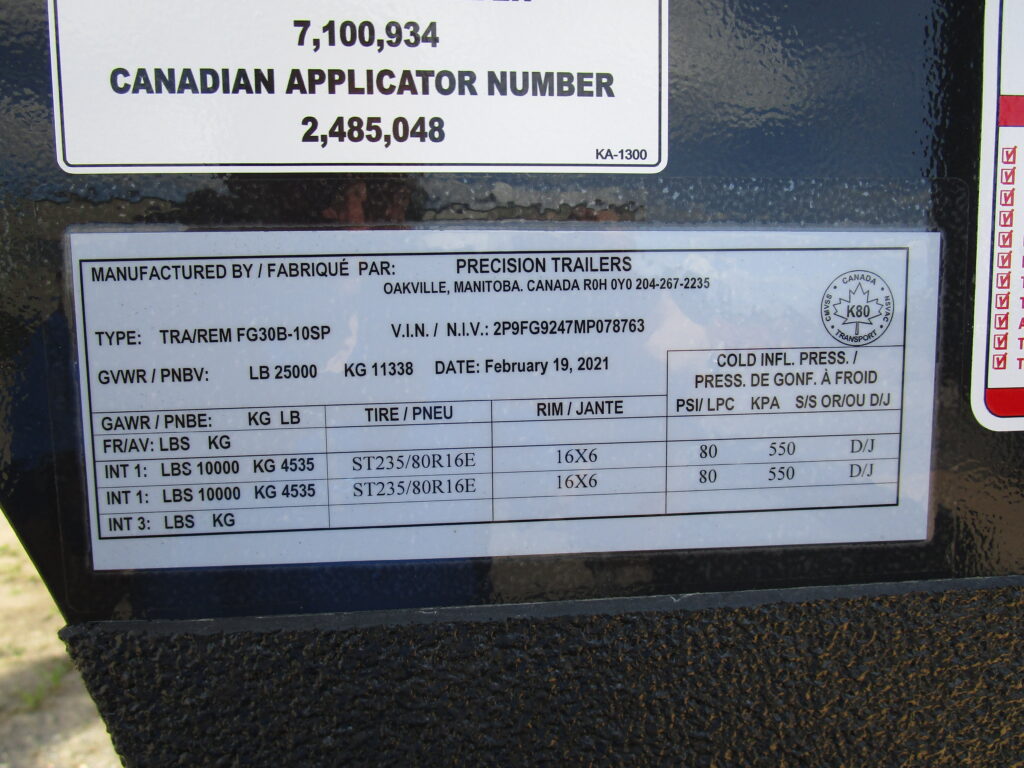 7,100,934
CANADIAN APPLICATOR NUMBER
2,485,048
KA-1300
MANUFACTURED BY / FABRIQUÉ PAR: PRECISION TRAILERS
OAKVILLE, MANITOBA. CANADA R0H 0Y0 204-267-2235
CANADA
CMVSS K80 NSVAC
TRANSPORT
TYPE: TRA/REM FG30B-10SP V.I.N. / N.I.V.: 2P9FG9247MP078763
GVWR / PNBV: LB 25000 KG 11338 DATE: February 19, 2021
COLD INFL. PRESS. /
PRESS. DE GONF. À FROID
GAWR / PNBE: KG LB TIRE / PNEU RIM / JANTE PSI/ LPC KPA S/S OR/OU D/J
FR/AV: LBS KG
INT 1: LBS 10000 KG 4535 ST235/80R16E 16X6 80 550 D/J
INT 1: LBS 10000 KG 4535 ST235/80R16E 16X6 80 550 D/J
INT 3: LBS KG